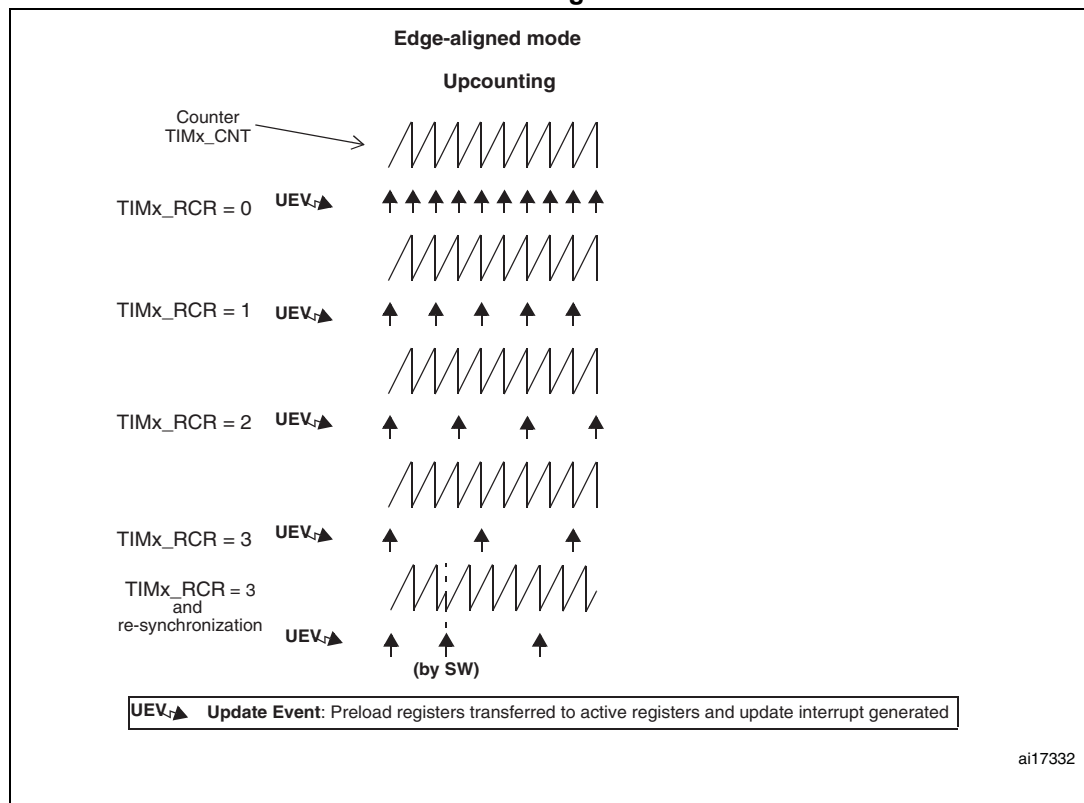 Edge-aligned mode
Upcounting
Counter
TIMx_CNT
TIMx_RCR = 0
UEV
TIMx_RCR = 1
UEV
TIMx_RCR = 2
UEV
TIMx_RCR = 3
UEV
TIMx_RCR = 3
and
re-synchronization
UEV
(by SW)
UEV Update Event: Preload registers transferred to active registers and update interrupt generated
ai17332